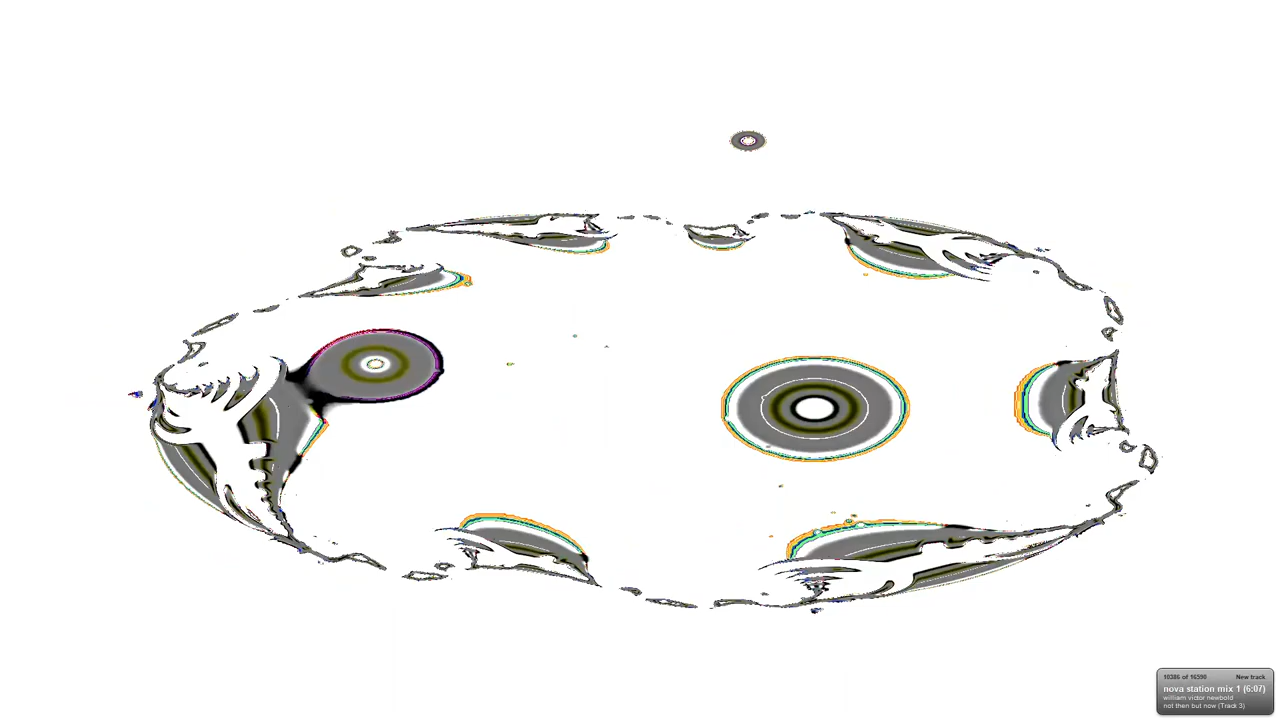 10386 of 16590 New track.
nova station mix 1 (6:07)
william victor newbold
not then but now (Track 3)